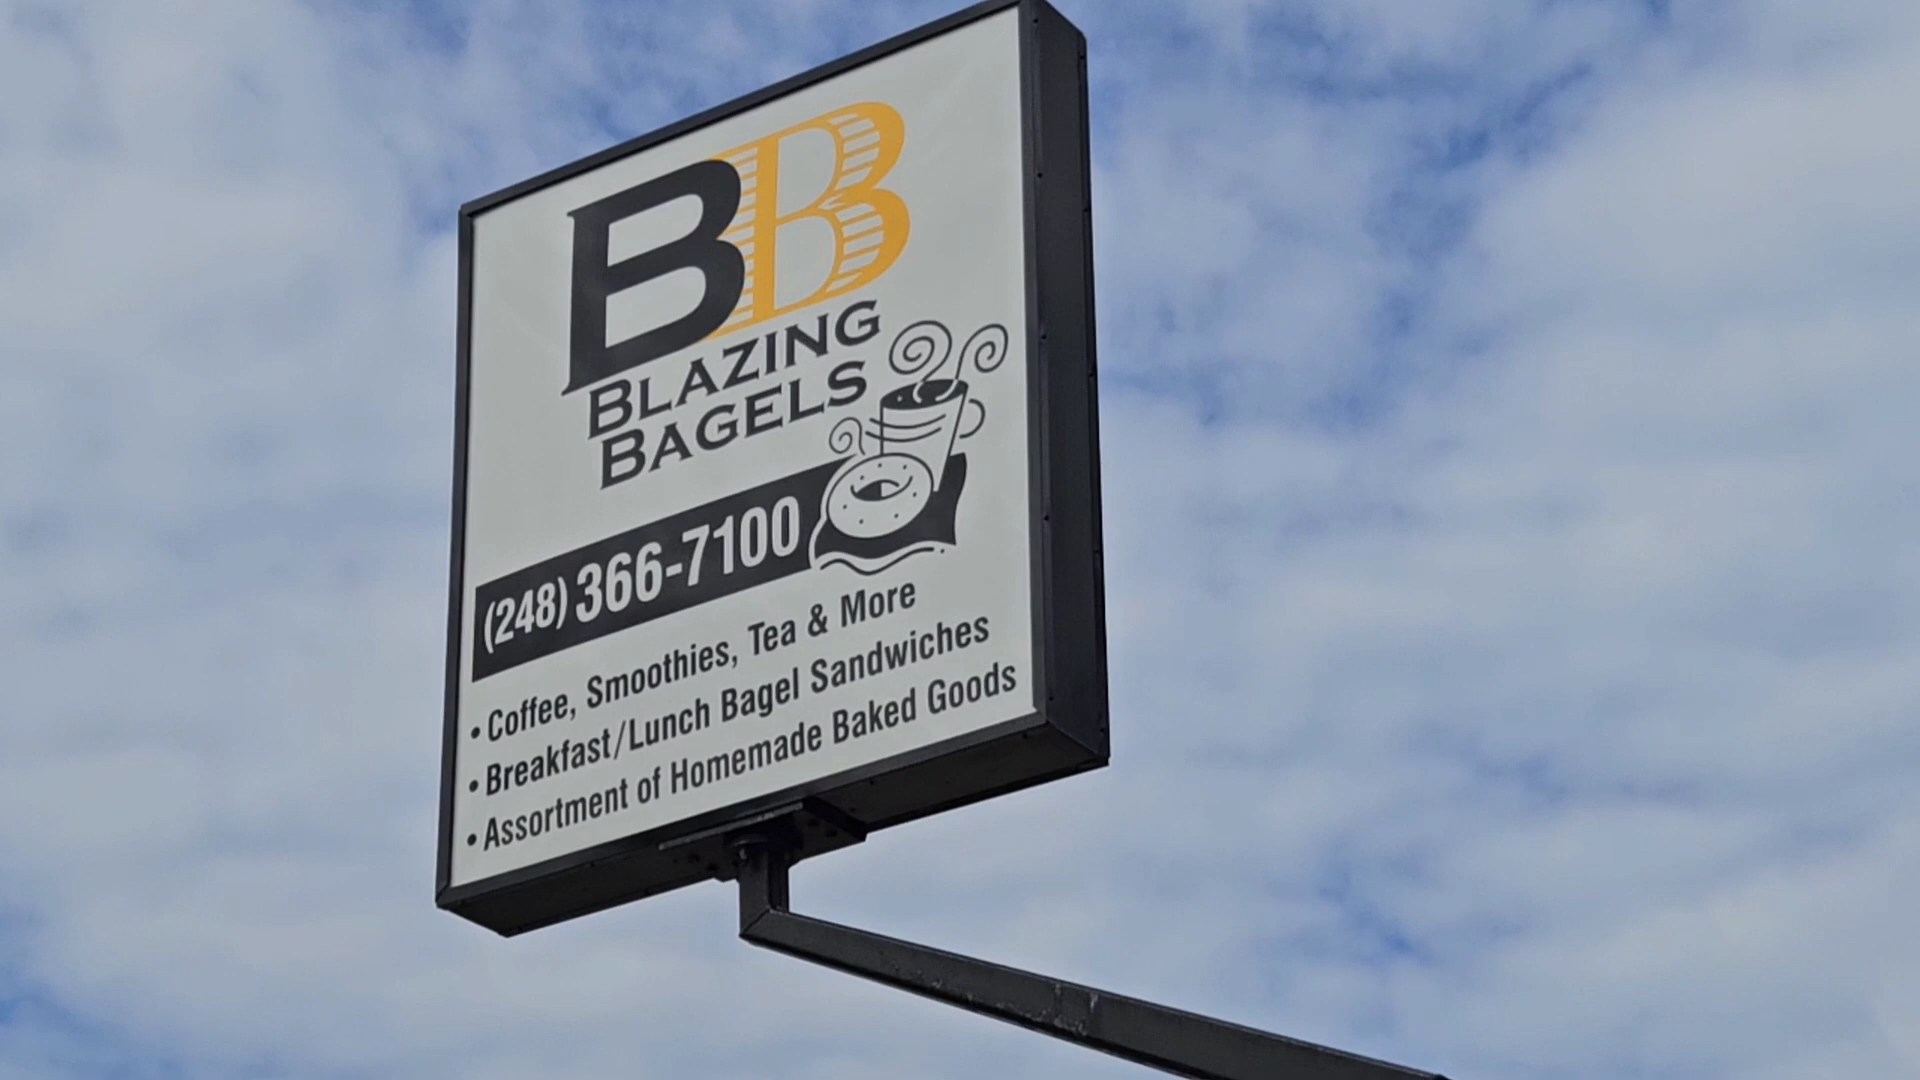 BB
BLAZING
BAGELS
(248) 366-7100
• Coffee, Smoothies, Tea & More
• Breakfast/Lunch Bagel Sandwiches
• Assortment of Homemade Baked Goods